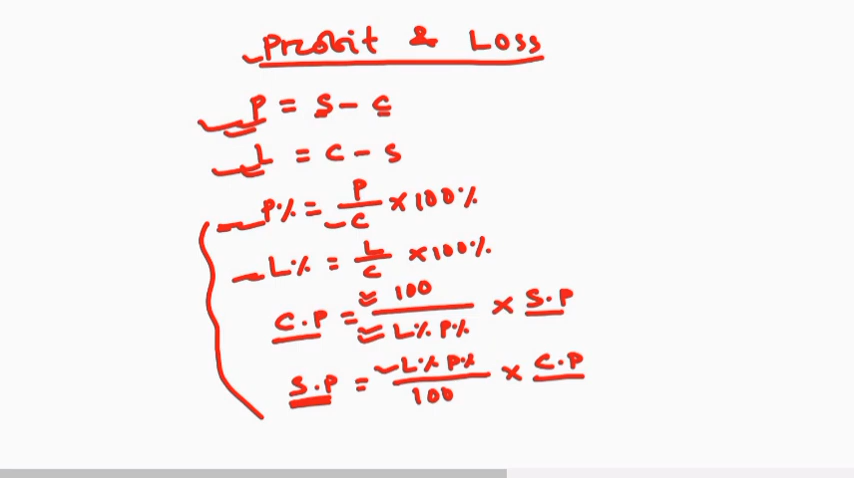 Profit & Loss
P = S - C
L = C - S
P% = P/C × 100%
L% = L/C × 100%
C.P = 100/L% P% × S.P
S.P = L% P%/100 × C.P